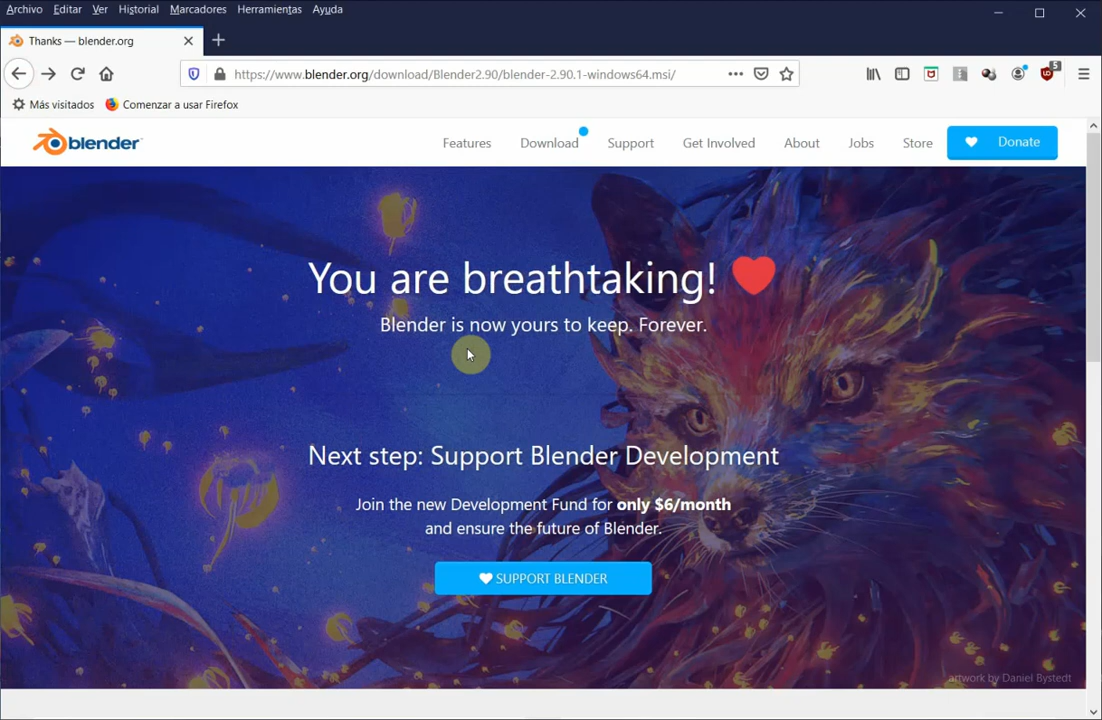 Archivo Editar Ver Historial Marcadores Herramientas Ayuda
Thanks — blender.org
https://www.blender.org/download/Blender2.90/blender-2.90.1-windows64.msi/
5
Más visitados Comenzar a usar Firefox
blender
Features Download Support Get Involved About Jobs Store Donate
You are breathtaking!
Blender is now yours to keep. Forever.
Next step: Support Blender Development
Join the new Development Fund for only $6/month
and ensure the future of Blender.
SUPPORT BLENDER
artwork by Daniel Bystedt